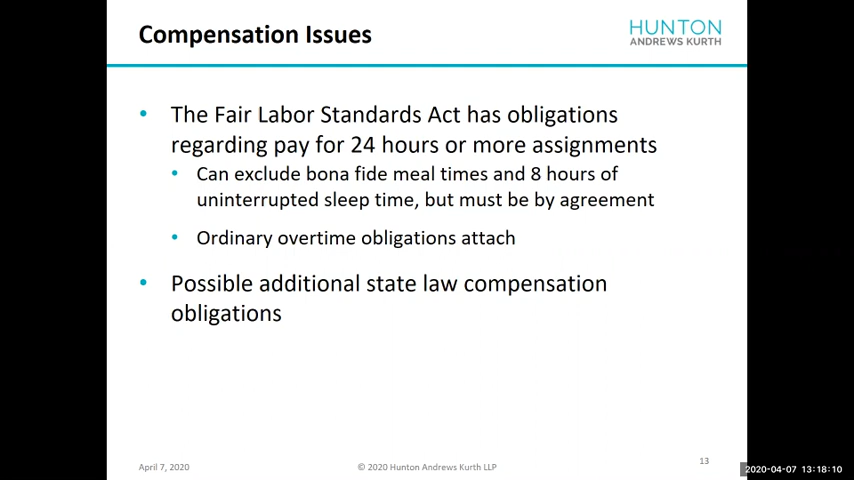 Compensation Issues
HUNTON
ANDREWS KURTH
• The Fair Labor Standards Act has obligations
regarding pay for 24 hours or more assignments
• Can exclude bona fide meal times and 8 hours of
uninterrupted sleep time, but must be by agreement
• Ordinary overtime obligations attach
• Possible additional state law compensation
obligations
April 7, 2020
© 2020 Hunton Andrews Kurth LLP
13
2020-04-07 13:18:10